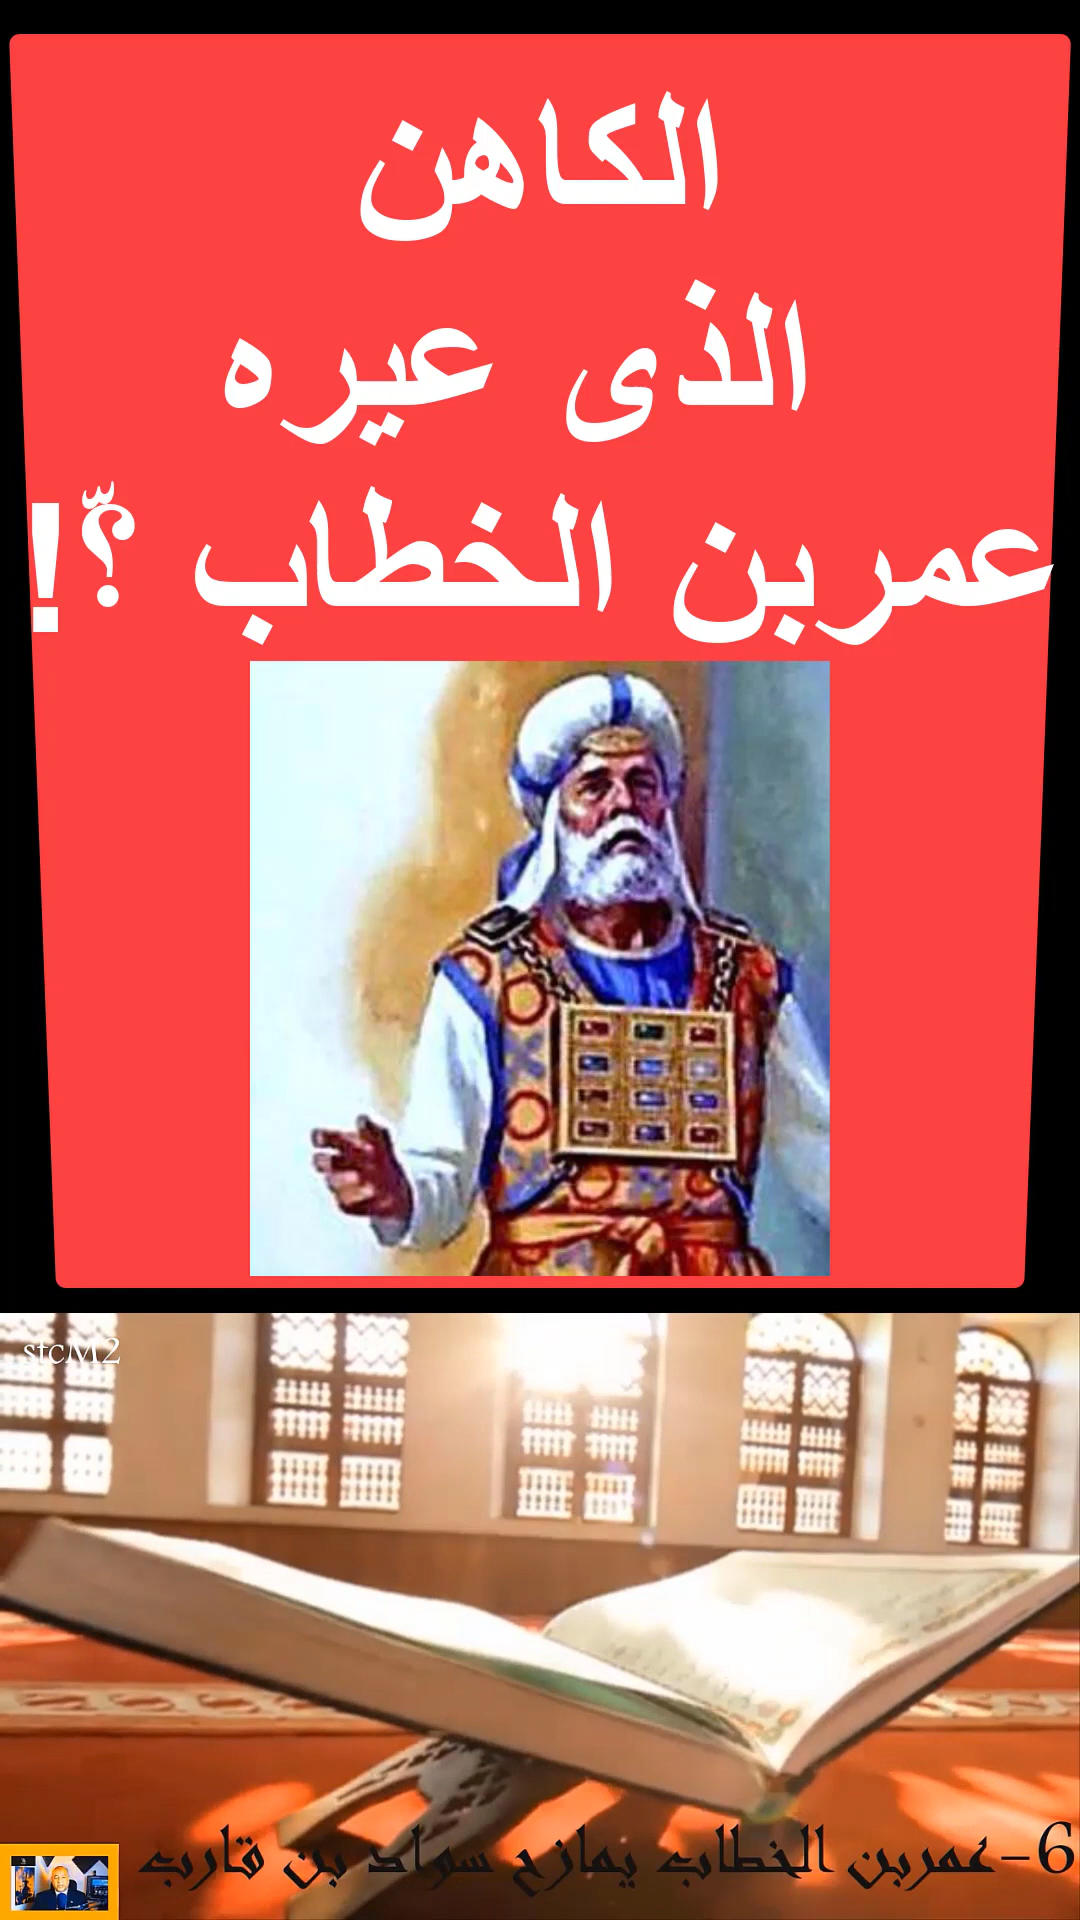 الكاهن
الذى عيره
عمربن الخطاب ؟ّ!
stcM2
6-عمربن الخطاب يمازح سواد بن قارب